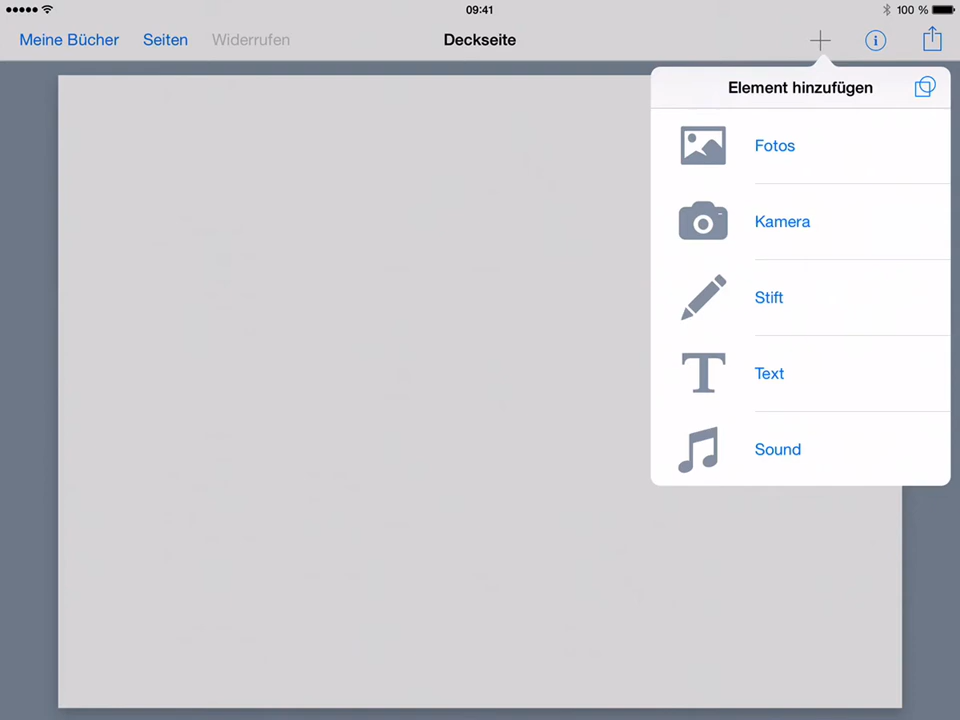 09:41
100 %
Meine Bücher
Seiten
Widerrufen
Deckseite
Element hinzufügen
Fotos
Kamera
Stift
Text
Sound